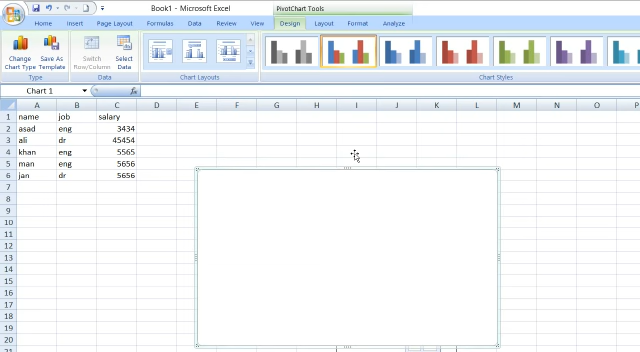 Book1 - Microsoft Excel PivotChart Tools
Home Insert Page Layout Formulas Data Review View Design Layout Format Analyze
Change Chart Type Save As Template Switch Row/Column Select Data
Type Data Chart Layouts Chart Styles
Chart 1 fx
A B C D E F G H I J K L M N O P
1 name job salary
2 asad eng 3434
3 ali dr 45454
4 khan eng 5565
5 man eng 5656
6 jan dr 5656
7
8
9
10
11
12
13
14
15
16
17
18
19
20
21